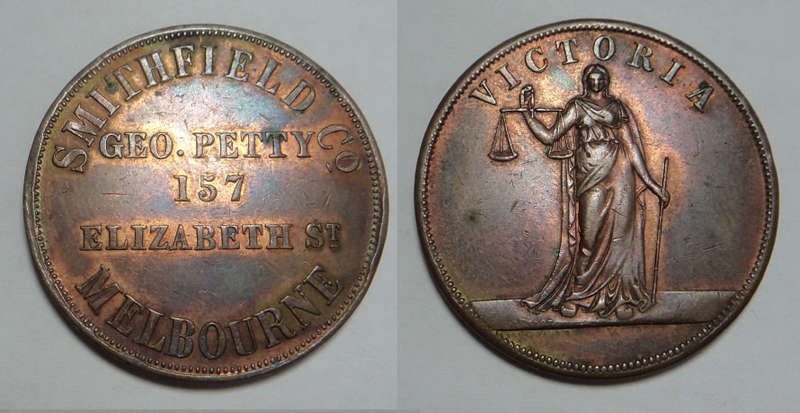 SMITHFIELD Cº
GEO. PETTY
157
ELIZABETH ST
MELBOURNE
VICTORIA